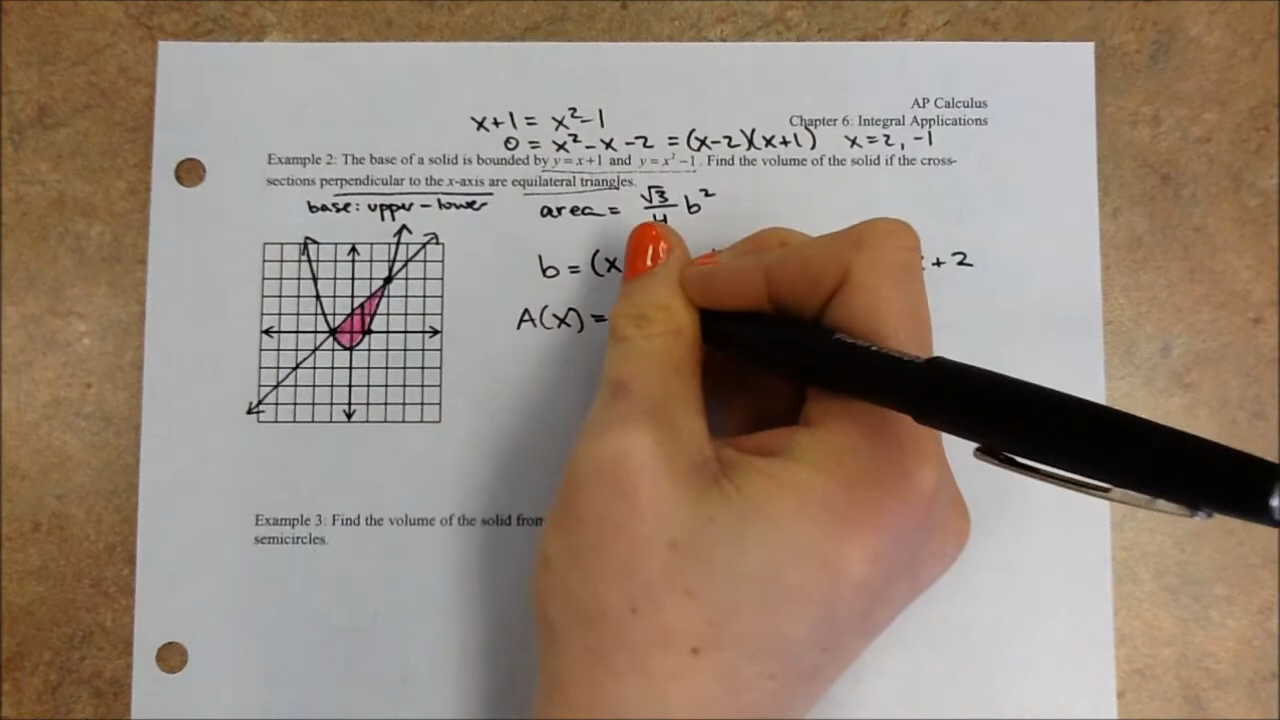 AP Calculus
x+1 = x²-1
Chapter 6: Integral Applications
0 = x²-x-2 = (x-2)(x+1) x=2, -1
Example 2: The base of a solid is bounded by y = x+1 and y = x²-1. Find the volume of the solid if the cross-
sections perpendicular to the x-axis are equilateral triangles.
base: upper-lower
area = √3/4 b²
b = (x + 2
A(x) =
Example 3: Find the volume of the solid from
semicircles.